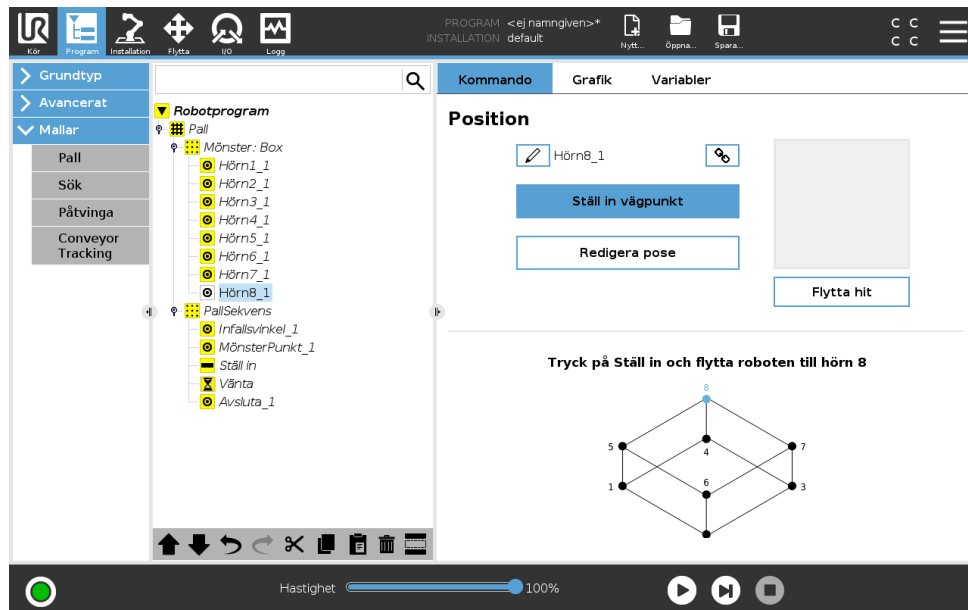 PROGRAM <ej namngiven>*
INSTALLATION default
Kör
Program
Installation
Flytta
I/O
Logg
Nytt...
Öppna...
Spara...
C C
C C
Grundtyp
Avancerat
Mallar
Pall
Sök
Påtvinga
Conveyor
Tracking
Robotprogram
Pall
Mönster: Box
Hörn1_1
Hörn2_1
Hörn3_1
Hörn4_1
Hörn5_1
Hörn6_1
Hörn7_1
Hörn8_1
PallSekvens
Infallsvinkel_1
MönsterPunkt_1
Ställ in
Vänta
Avsluta_1
Kommando
Grafik
Variabler
Position
Hörn8_1
Ställ in vägpunkt
Redigera pose
Flytta hit
Tryck på Ställ in och flytta roboten till hörn 8
8
5
7
4
6
1
3
Hastighet
100%